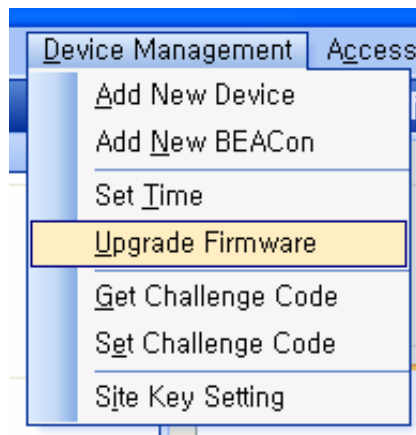 Device Management Access
Add New Device
Add New BEACon
Set Time
Upgrade Firmware
Get Challenge Code
Set Challenge Code
Site Key Setting